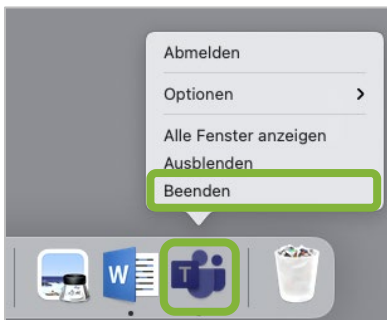 Abmelden
Optionen
Alle Fenster anzeigen
Ausblenden
Beenden
W
T